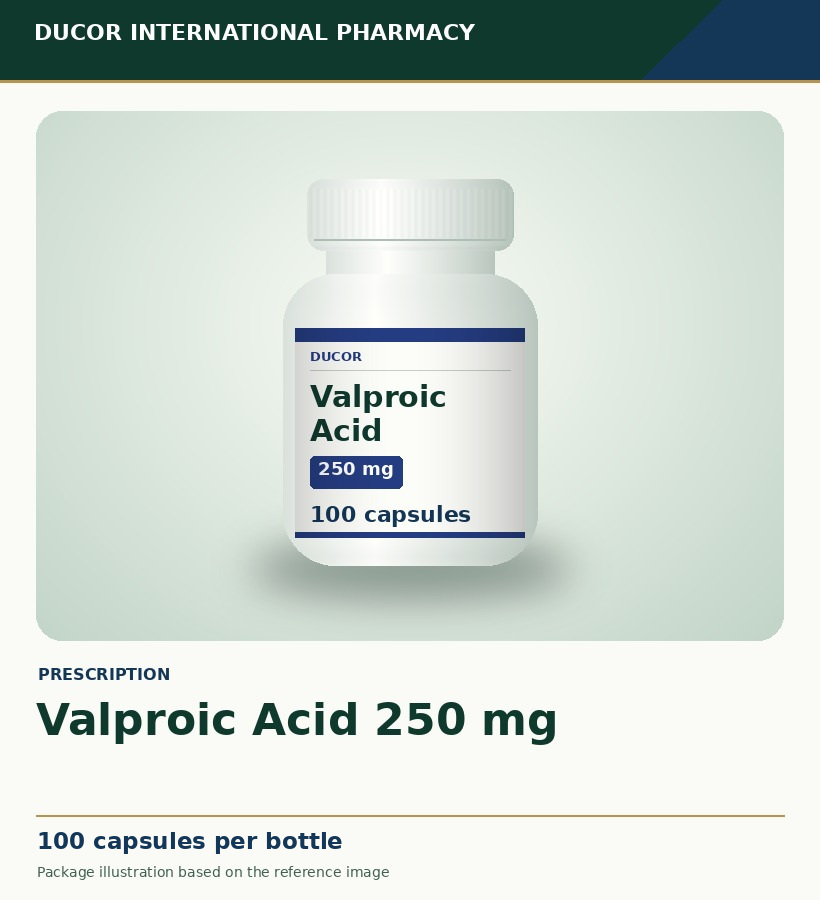 DUCOR INTERNATIONAL PHARMACY
DUCOR
Valproic
Acid
250 mg
100 capsules
PRESCRIPTION
Valproic Acid 250 mg
100 capsules per bottle
Package illustration based on the reference image